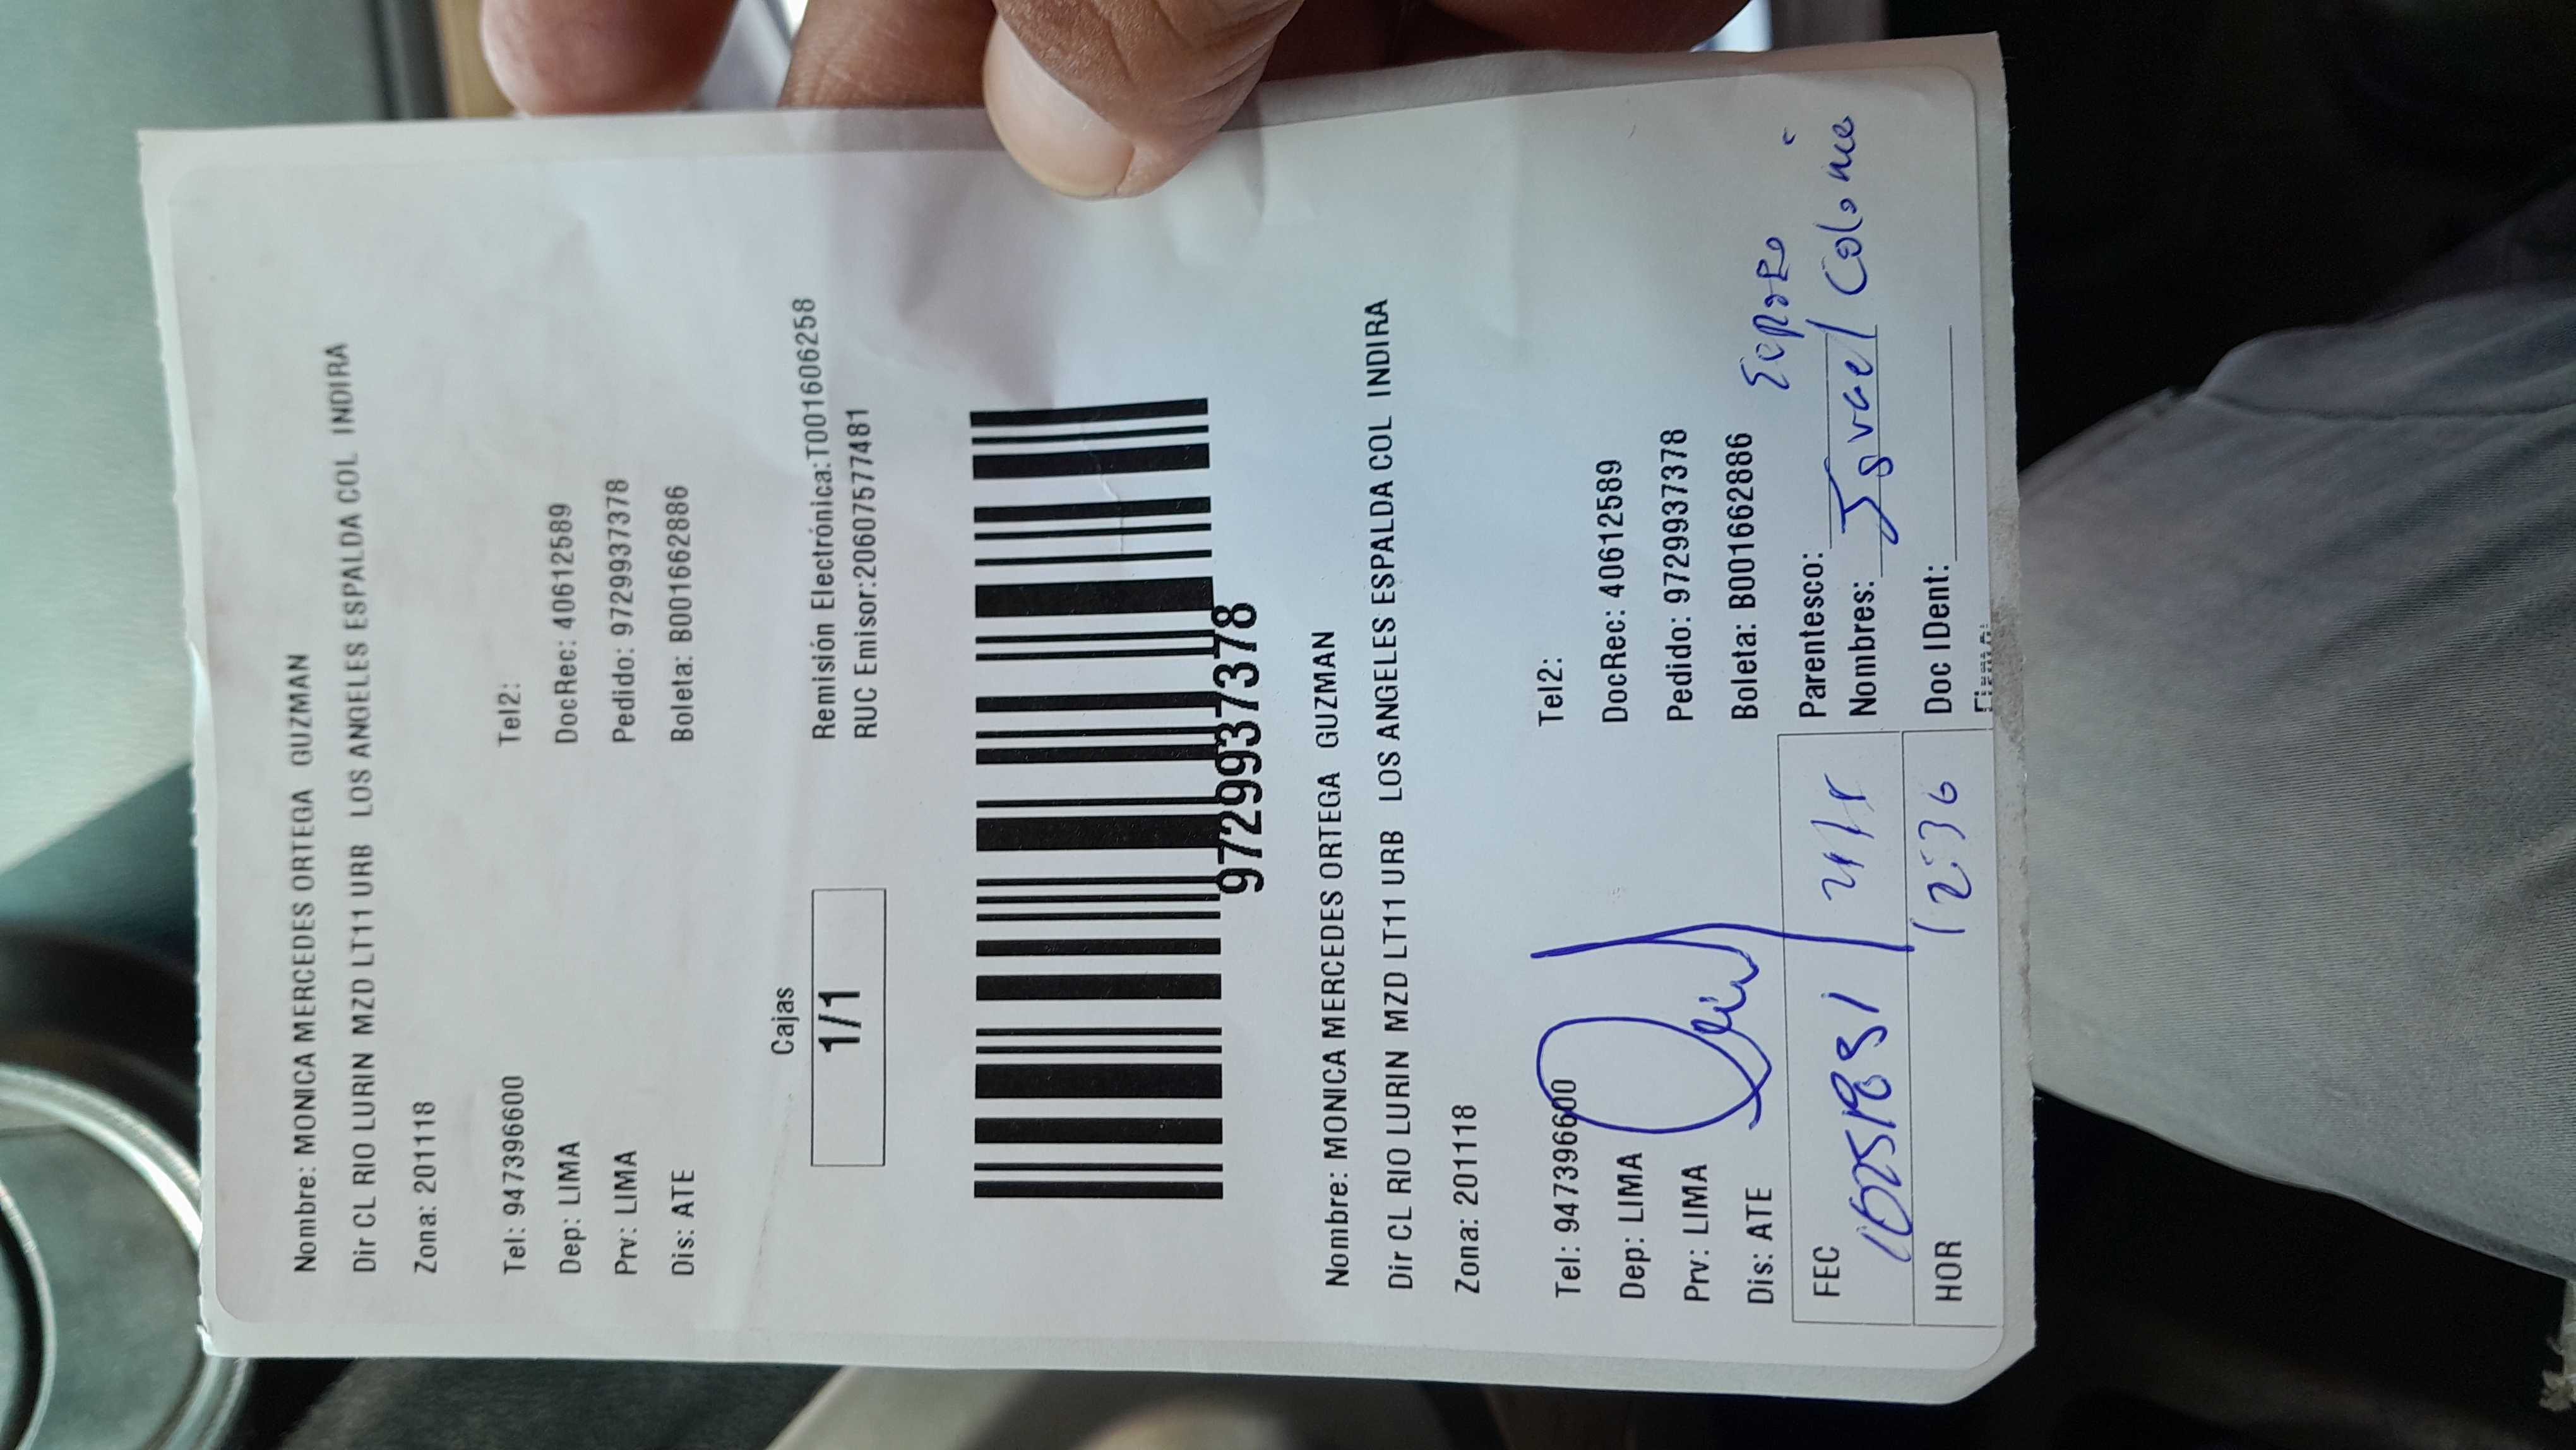 Nombre: MONICA MERCEDES ORTEGA GUZMAN
Dir CL RIO LURIN MZD LT11 URB LOS ANGELES ESPALDA COL INDIRA
Zona: 201118
Tel: 947396600 Tel2:
Dep: LIMA DocRec: 40612589
Prv: LIMA Pedido: 972993737​8
Dis: ATE Boleta: B001662886
Cajas
1/1
Remisión Electrónica:T001606258
RUC Emisor:20607577481
9729937378
Nombre: MONICA MERCEDES ORTEGA GUZMAN
Dir CL RIO LURIN MZD LT11 URB LOS ANGELES ESPALDA COL INDIRA
Zona: 201118
Tel: 947396600 Tel2:
Dep: LIMA DocRec: 40612589
Prv: LIMA Pedido: 9729937378
Dis: ATE Boleta: B001662886
FEC Parentesco:
Nombres:
HOR 1236 Doc IDent: